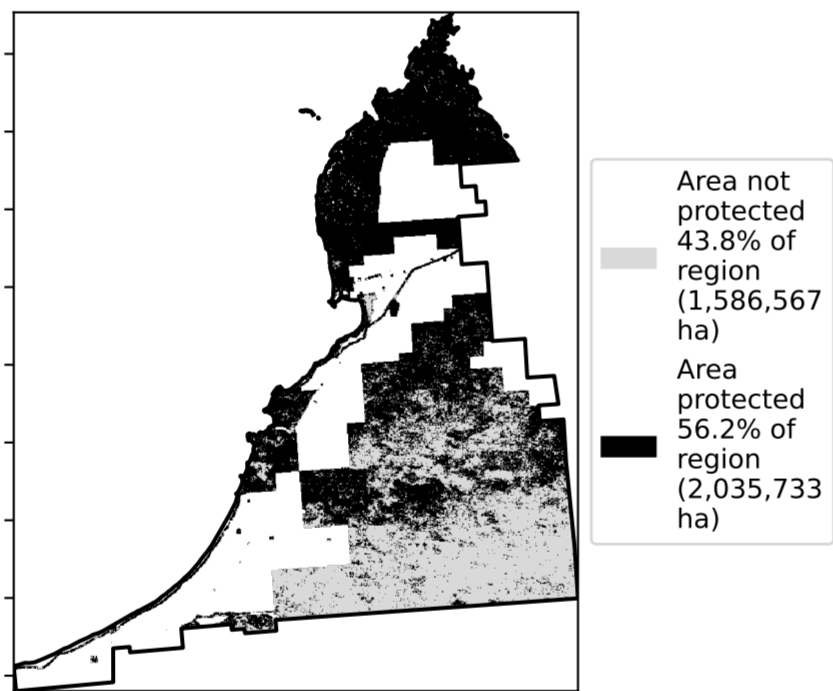 Area not
protected
43.8% of
region
(1,586,567
ha)
Area
protected
56.2% of
region
(2,035,733
ha)